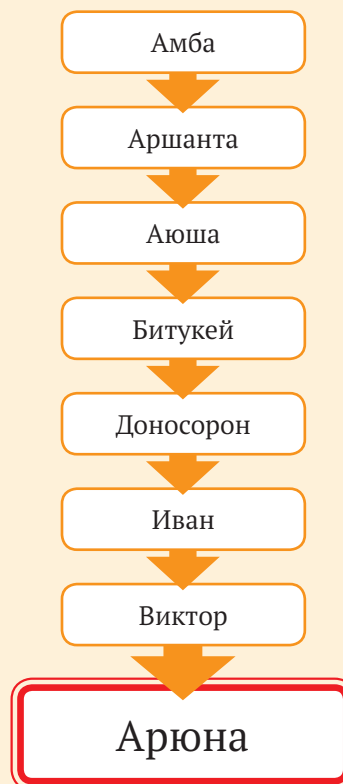 Амба
Аршанта
Аюша
Битукей
Доносорон
Иван
Виктор
Арюна